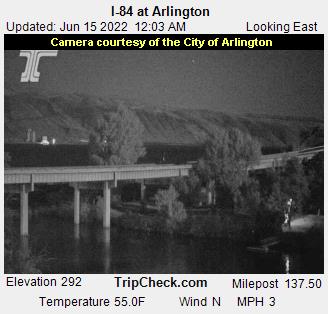 I-84 at Arlington
Updated: Jun 15 2022 12:03 AM Looking East
Camera courtesy of the City of Arlington
Elevation 292 TripCheck.com Milepost 137.50
Temperature 55.0F Wind N MPH 3